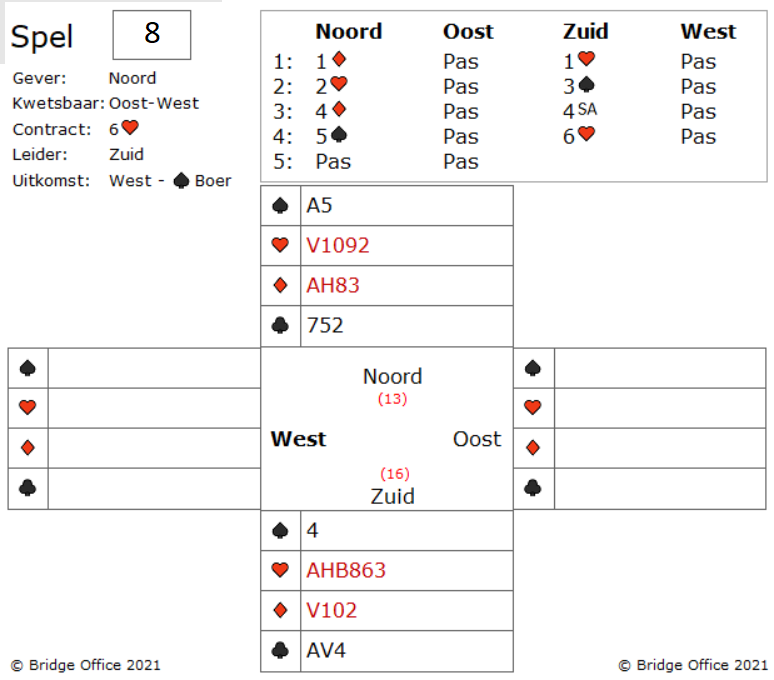 Spel 8
Gever: Noord
Kwetsbaar: Oost-West
Contract: 6♥
Leider: Zuid
Uitkomst: West - ♠ Boer
Noord Oost Zuid West
1: 1♦ Pas 1♥ Pas
2: 2♥ Pas 3♠ Pas
3: 4♦ Pas 4SA Pas
4: 5♠ Pas 6♥ Pas
5: Pas Pas
♠ A5
♥ V1092
♦ AH83
♣ 752
♠
♥
♦
♣
Noord
(13)
West Oost
(16)
Zuid
♠
♥
♦
♣
♠ 4
♥ AHB863
♦ V102
♣ AV4
© Bridge Office 2021
© Bridge Office 2021